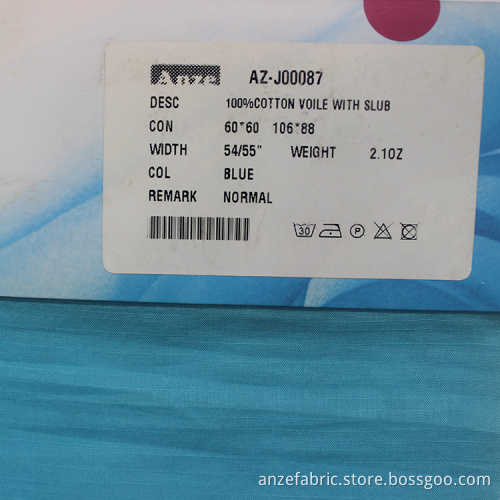 Anze AZ-J00087
DESC 100%COTTON VOILE WITH SLUB
CON 60*60 106*88
WIDTH 54/55" WEIGHT 2.1OZ
COL BLUE
REMARK NORMAL
30 P
anzefabric.store.bossgoo.com